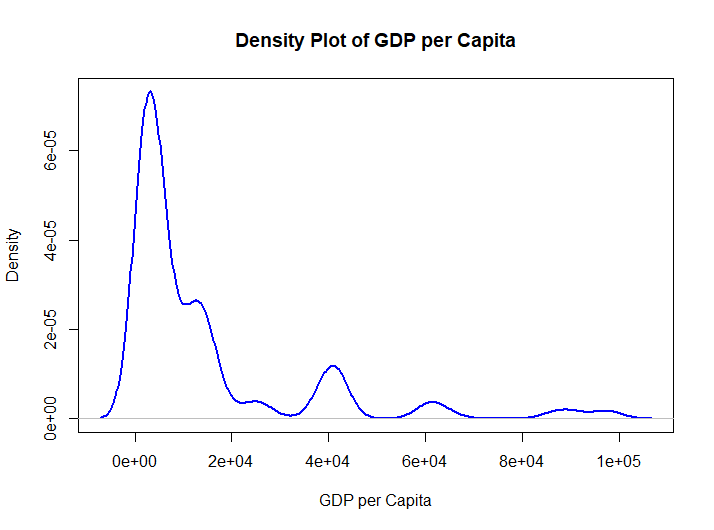 Density Plot of GDP per Capita
6e-05
4e-05
2e-05
0e+00
Density
0e+00 2e+04 4e+04 6e+04 8e+04 1e+05
GDP per Capita